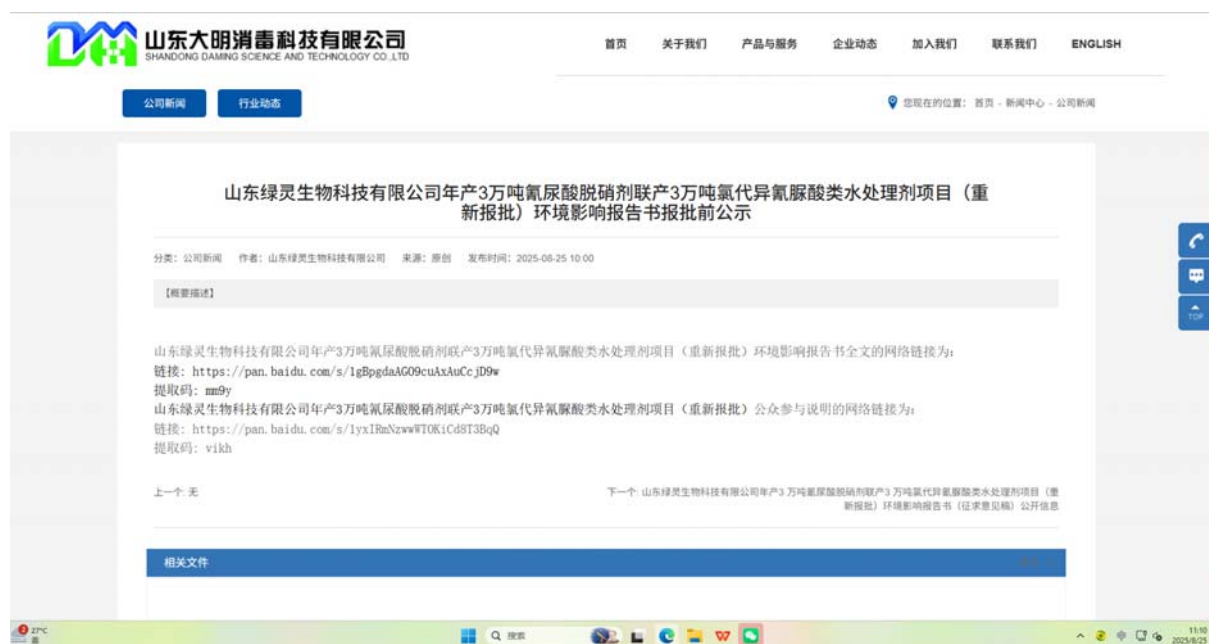 山东大明消毒科技有限公司
SHANDONG DAMING SCIENCE AND TECHNOLOGY CO.,LTD
首页 关于我们 产品与服务 企业动态 加入我们 联系我们 ENGLISH
公司新闻 行业动态
您现在的位置： 首页 - 新闻中心 - 公司新闻
山东绿灵生物科技有限公司年产3万吨氰尿酸脱硝剂联产3万吨氯代异氰脲酸类水处理剂项目（重
新报批）环境影响报告书报批前公示
分类：公司新闻 作者：山东绿灵生物科技有限公司 来源：原创 发布时间：2025-08-25 10:00
【概要描述】
山东绿灵生物科技有限公司年产3万吨氰尿酸脱硝剂联产3万吨氯代异氰脲酸类水处理剂项目（重新报批）环境影响报告书全文的网络链接为：
链接：https://pan.baidu.com/s/1gBpgdaAGO9cuAxAuCcjD9w
提取码：mm9y
山东绿灵生物科技有限公司年产3万吨氰尿酸脱硝剂联产3万吨氯代异氰脲酸类水处理剂项目（重新报批）公众参与说明的网络链接为：
链接：https://pan.baidu.com/s/1yxIRmNzwwWTOKiCd8T3BqQ
提取码：vikh
上一个: 无
下一个: 山东绿灵生物科技有限公司年产3 万吨氰尿酸脱硝剂联产3 万吨氯代异氰脲酸类水处理剂项目（重
新报批）环境影响报告书（征求意见稿）公开信息
相关文件
TOP
27°C
搜索
11:10
2025/8/25